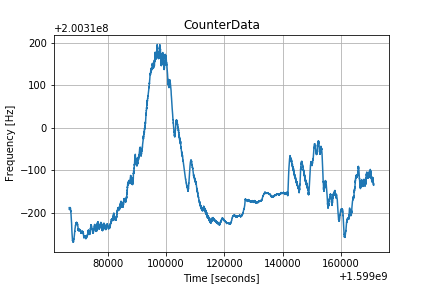 CounterData
+2.0031e8
200
100
0
−100
−200
Frequency [Hz]
80000 100000 120000 140000 160000
Time [seconds]
+1.599e9